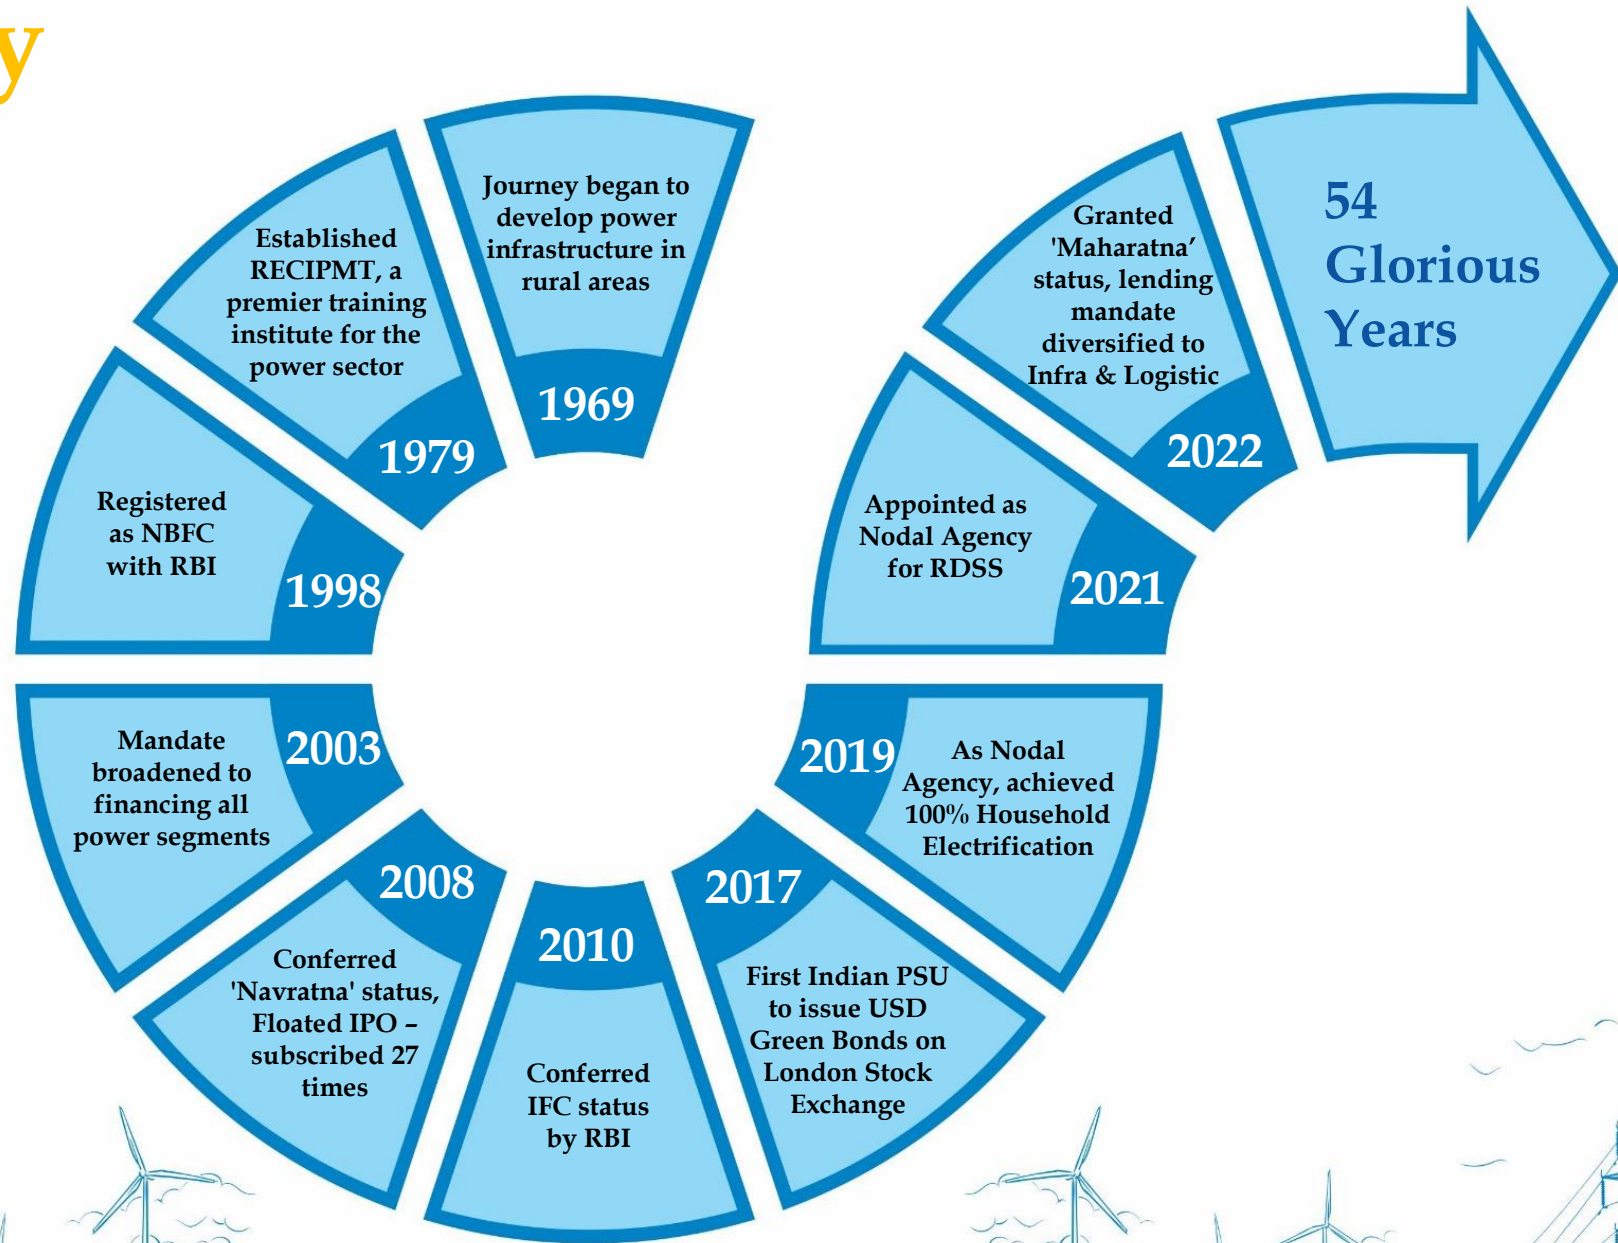 y
Journey began to
develop power
infrastructure in
rural areas
1969
Established
RECIPMT, a
premier training
institute for the
power sector
1979
Registered
as NBFC
with RBI
1998
Mandate
broadened to
financing all
power segments
2003
2008
Conferred
'Navratna' status,
Floated IPO –
subscribed 27
times
2010
Conferred
IFC status
by RBI
2017
First Indian PSU
to issue USD
Green Bonds on
London Stock
Exchange
2019
As Nodal
Agency, achieved
100% Household
Electrification
Appointed as
Nodal Agency
for RDSS
2021
Granted
'Maharatna’
status, lending
mandate
diversified to
Infra & Logistic
2022
54
Glorious
Years